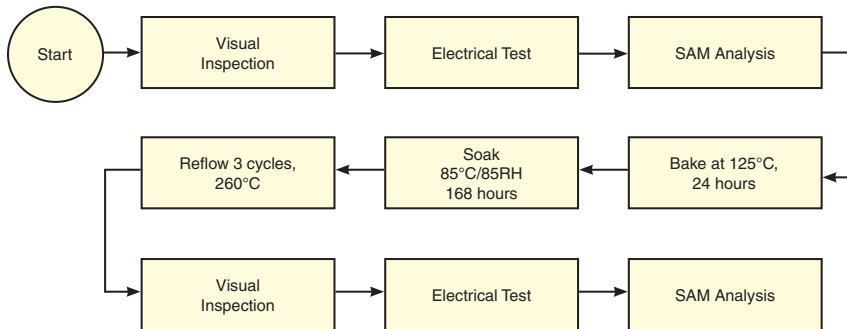 Start
Visual
Inspection
Electrical Test
SAM Analysis
Bake at 125°C,
24 hours
Soak
85°C/85RH
168 hours
Reflow 3 cycles,
260°C
Visual
Inspection
Electrical Test
SAM Analysis